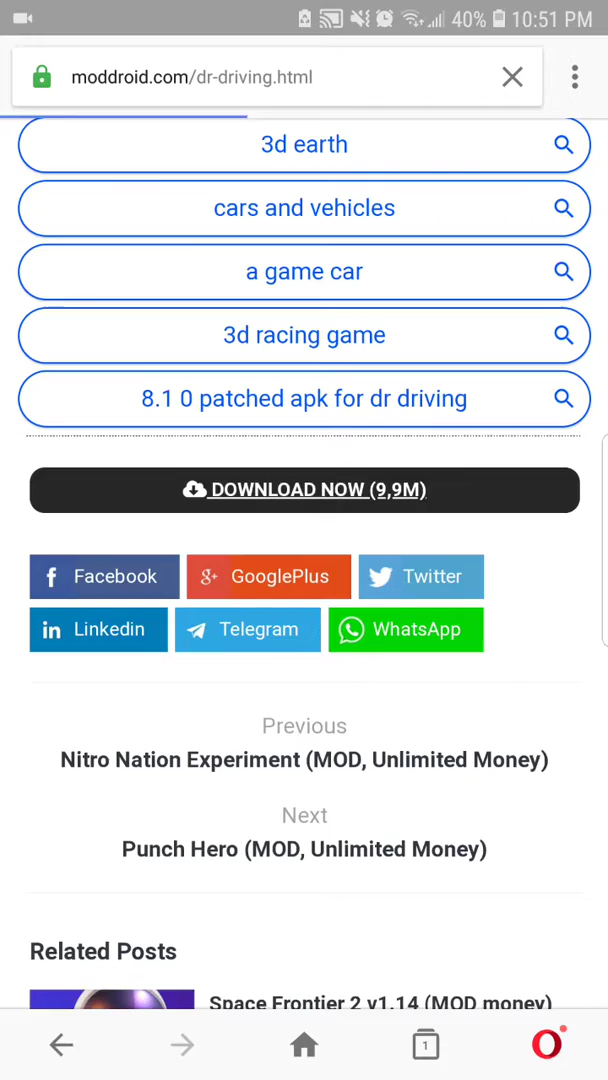 40% 10:51 PM
moddroid.com/dr-driving.html
3d earth
cars and vehicles
a game car
3d racing game
8.1 0 patched apk for dr driving
DOWNLOAD NOW (9,9M)
Facebook
GooglePlus
Twitter
Linkedin
Telegram
WhatsApp
Previous
Nitro Nation Experiment (MOD, Unlimited Money)
Next
Punch Hero (MOD, Unlimited Money)
Related Posts
Space Frontier 2 v1.14 (MOD money)
1